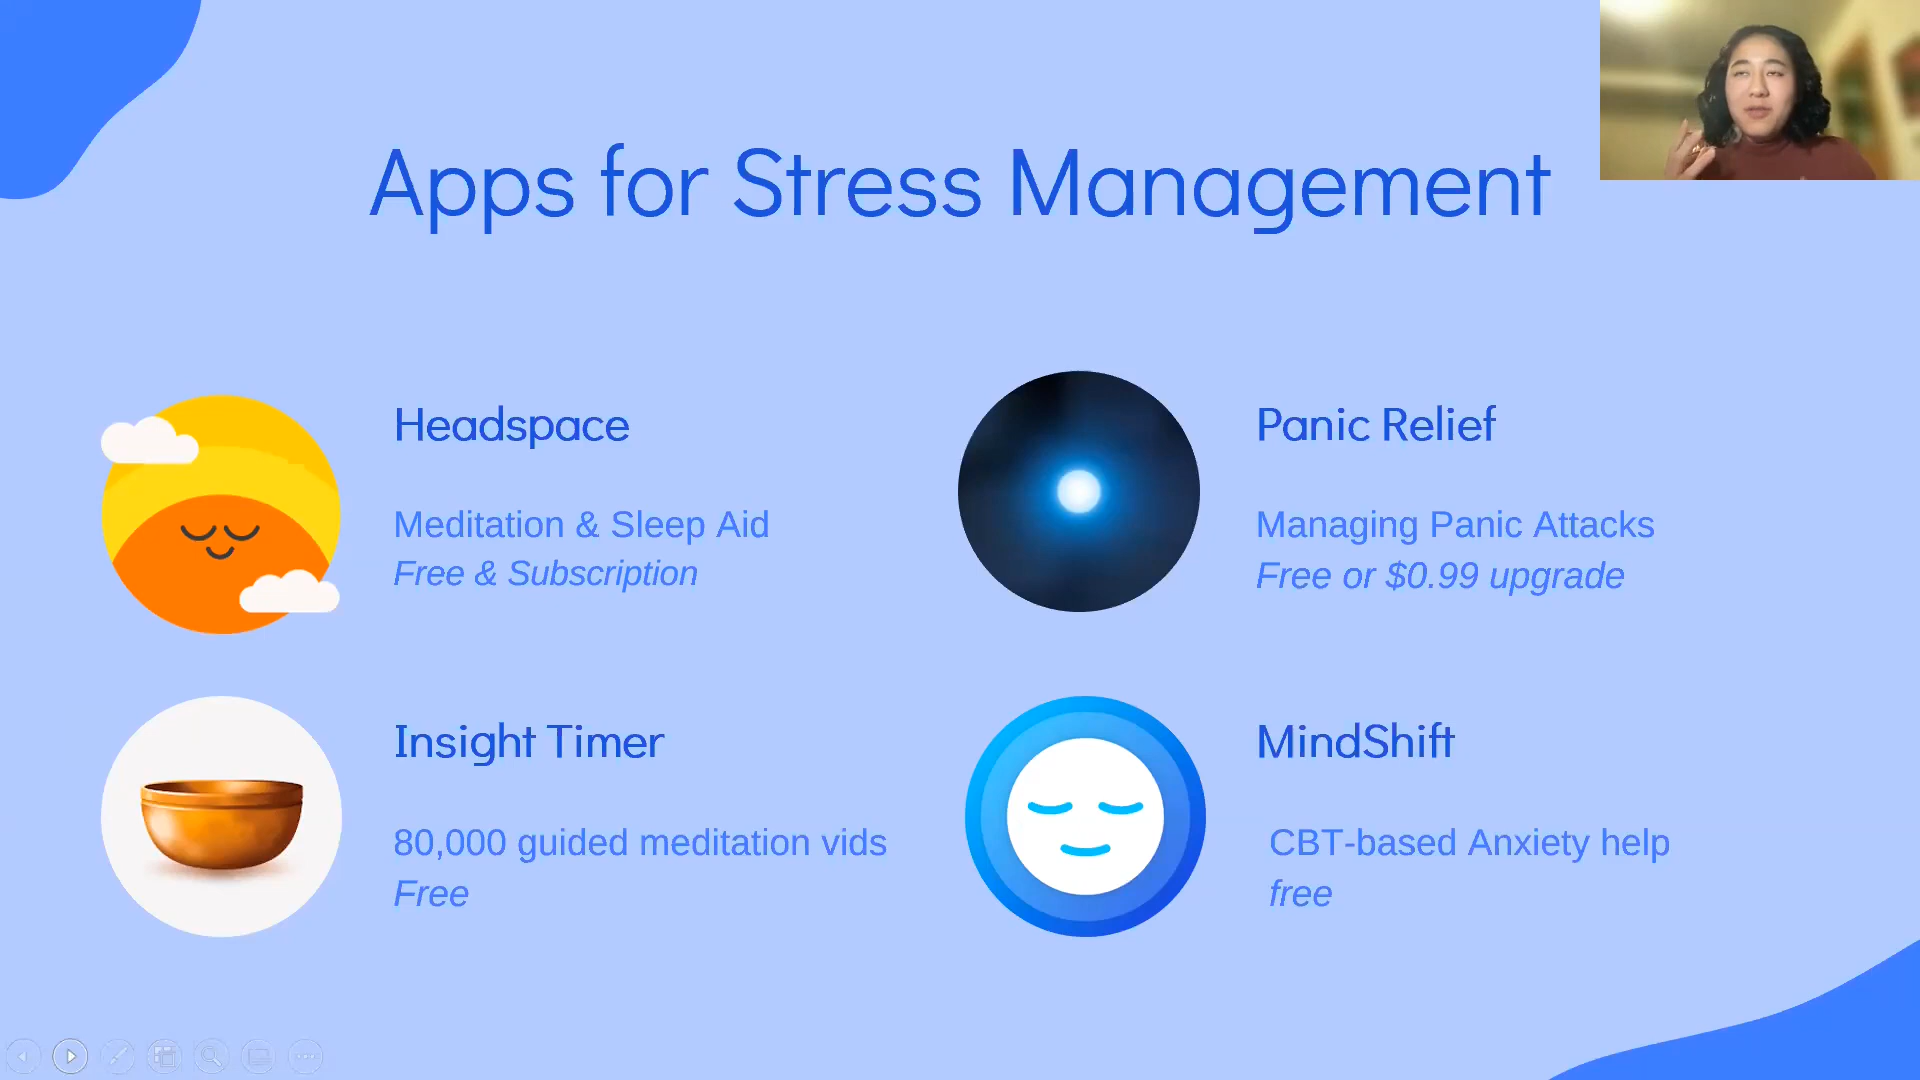 Apps for Stress Management
Headspace
Meditation & Sleep Aid
Free & Subscription
Panic Relief
Managing Panic Attacks
Free or $0.99 upgrade
Insight Timer
80,000 guided meditation vids
Free
MindShift
CBT-based Anxiety help
free